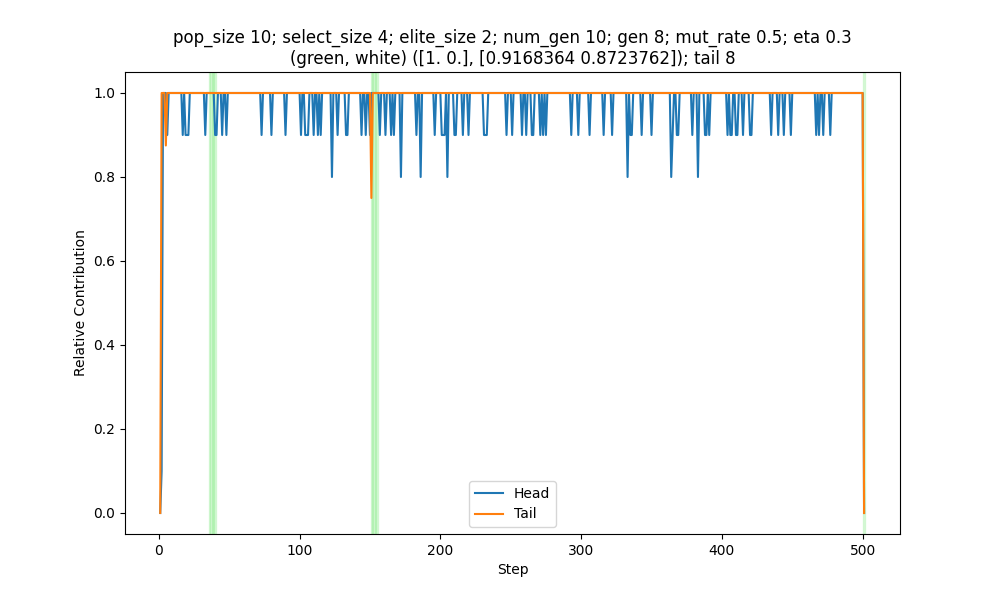 pop_size 10; select_size 4; elite_size 2; num_gen 10; gen 8; mut_rate 0.5; eta 0.3
(green, white) ([1. 0.], [0.9168364 0.8723762]); tail 8
1.0
0.8
0.6
0.4
0.2
0.0
Relative Contribution
Head
Tail
0
100
200
300
400
500
Step